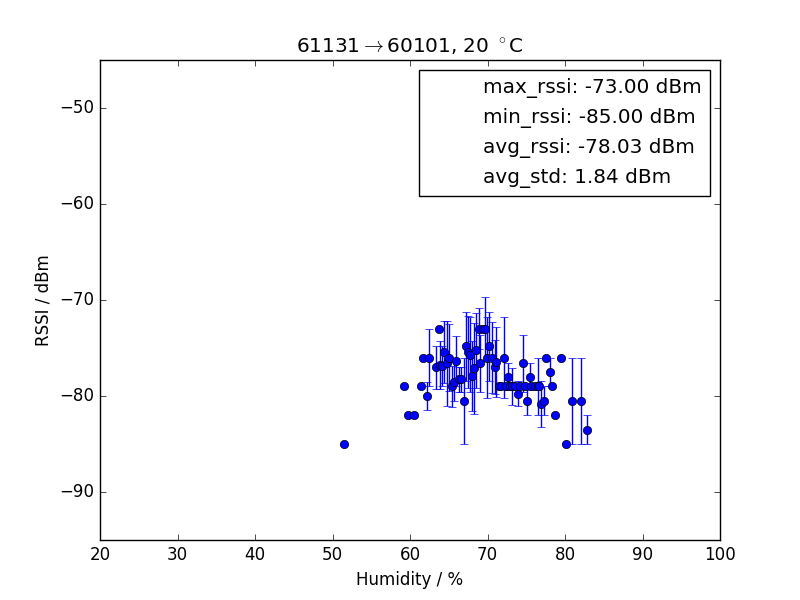 61131→60101, 20 °C
max_rssi: -73.00 dBm
min_rssi: -85.00 dBm
avg_rssi: -78.03 dBm
avg_std: 1.84 dBm
−50
−60
−70
−80
−90
RSSI / dBm
20 30 40 50 60 70 80 90 100
Humidity / %